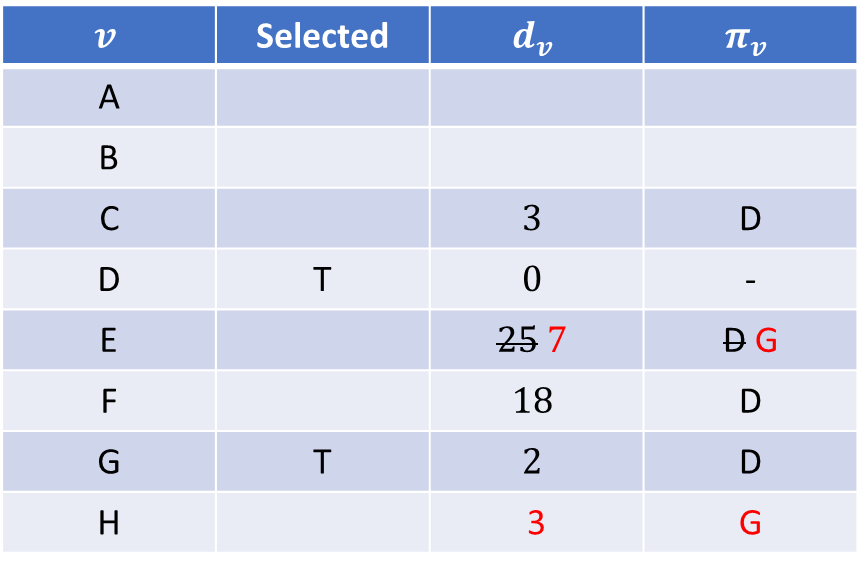 v Selected d_v π_v
A
B
C 3 D
D T 0 -
E 25 7 D G
F 18 D
G T 2 D
H 3 G